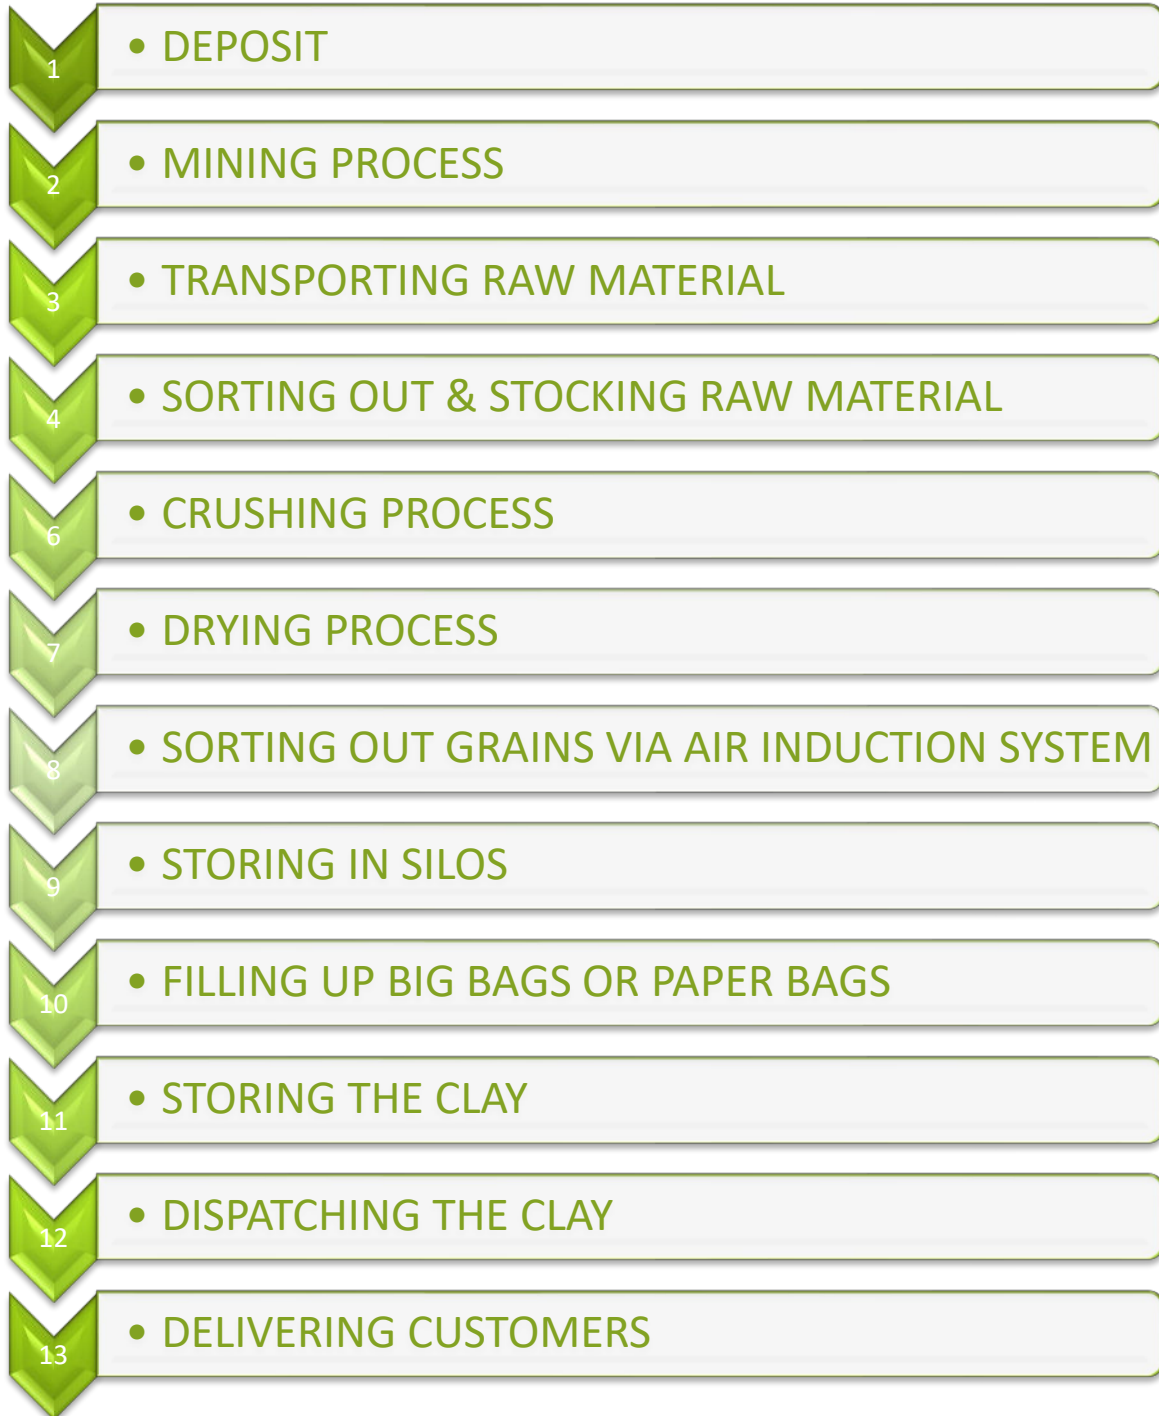 1
• DEPOSIT
2
• MINING PROCESS
3
• TRANSPORTING RAW MATERIAL
4
• SORTING OUT & STOCKING RAW MATERIAL
6
• CRUSHING PROCESS
7
• DRYING PROCESS
8
• SORTING OUT GRAINS VIA AIR INDUCTION SYSTEM
9
• STORING IN SILOS
10
• FILLING UP BIG BAGS OR PAPER BAGS
11
• STORING THE CLAY
12
• DISPATCHING THE CLAY
13
• DELIVERING CUSTOMERS